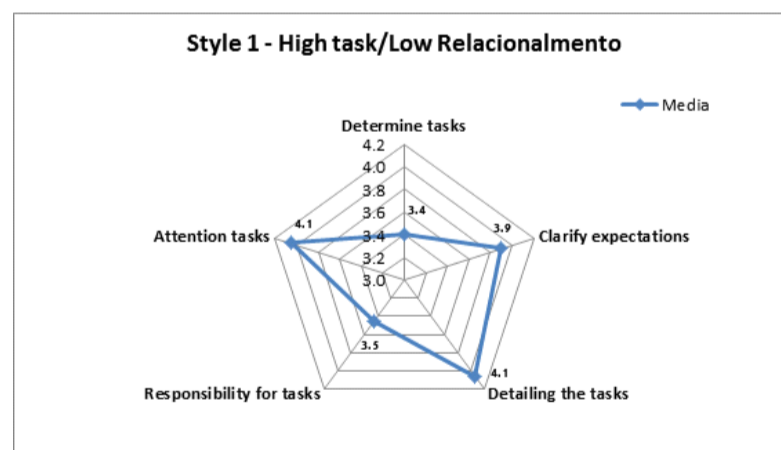 Style 1 - High task/Low Relacionalmento
Media
Determine tasks
4.2
4.0
3.8
3.6
3.4
3.2
3.0
3.4
3.9
4.1
3.5
4.1
Attention tasks
Clarify expectations
Responsibility for tasks
Detailing the tasks